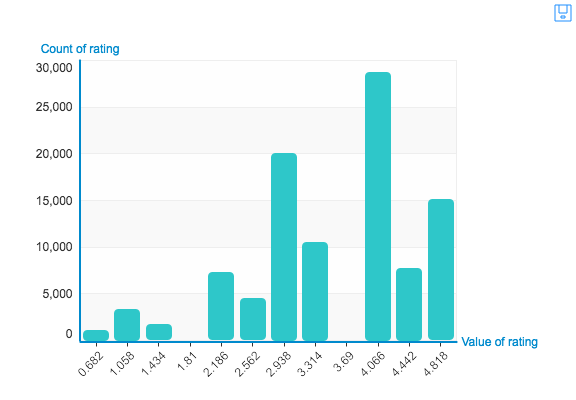 Count of rating
30,000
25,000
20,000
15,000
10,000
5,000
0
0.682 1.058 1.434 1.81 2.186 2.562 2.938 3.314 3.69 4.066 4.442 4.818
Value of rating